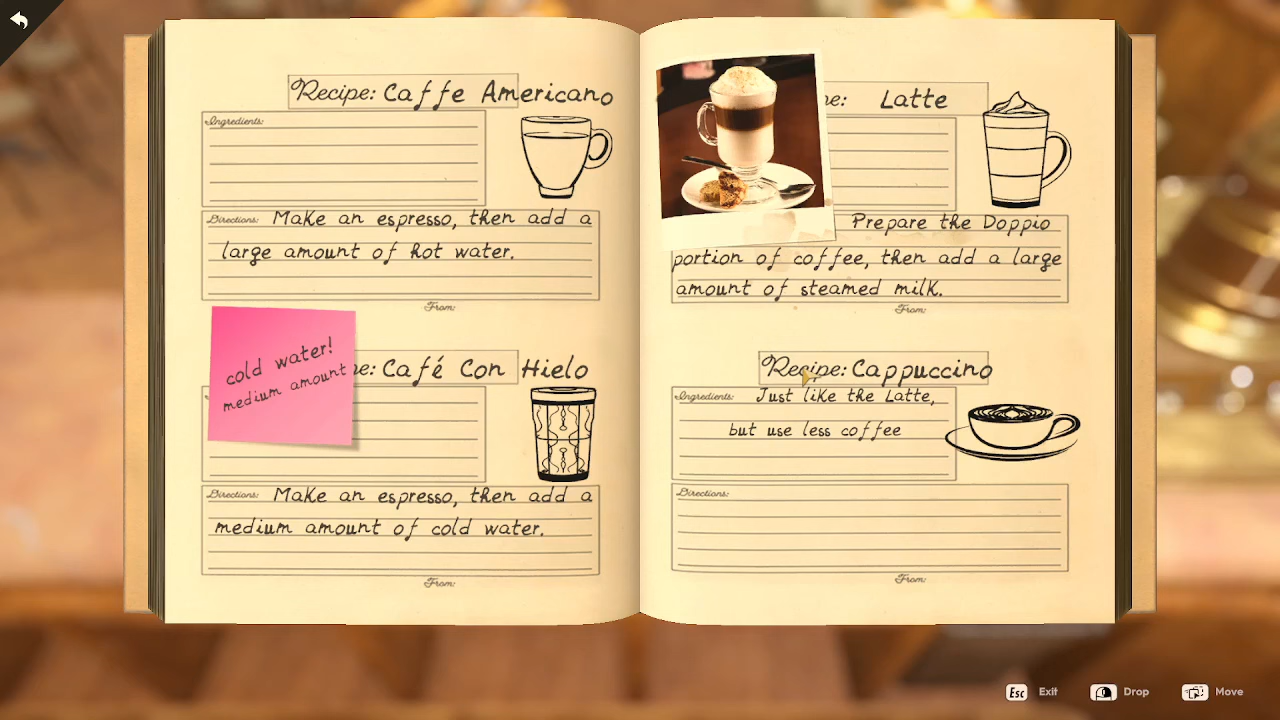 Recipe: Caffe Americano
Ingredients:
Directions: Make an espresso, then add a
large amount of hot water.
From:
cold water!
medium amount
e: Café Con Hielo
Directions: Make an espresso, then add a
medium amount of cold water.
From:
e: Latte
Prepare the Doppio
portion of coffee, then add a large
amount of steamed milk.
From:
Recipe: Cappuccino
Ingredients: Just like the Latte,
but use less coffee
Directions:
From:
Esc Exit Drop Move